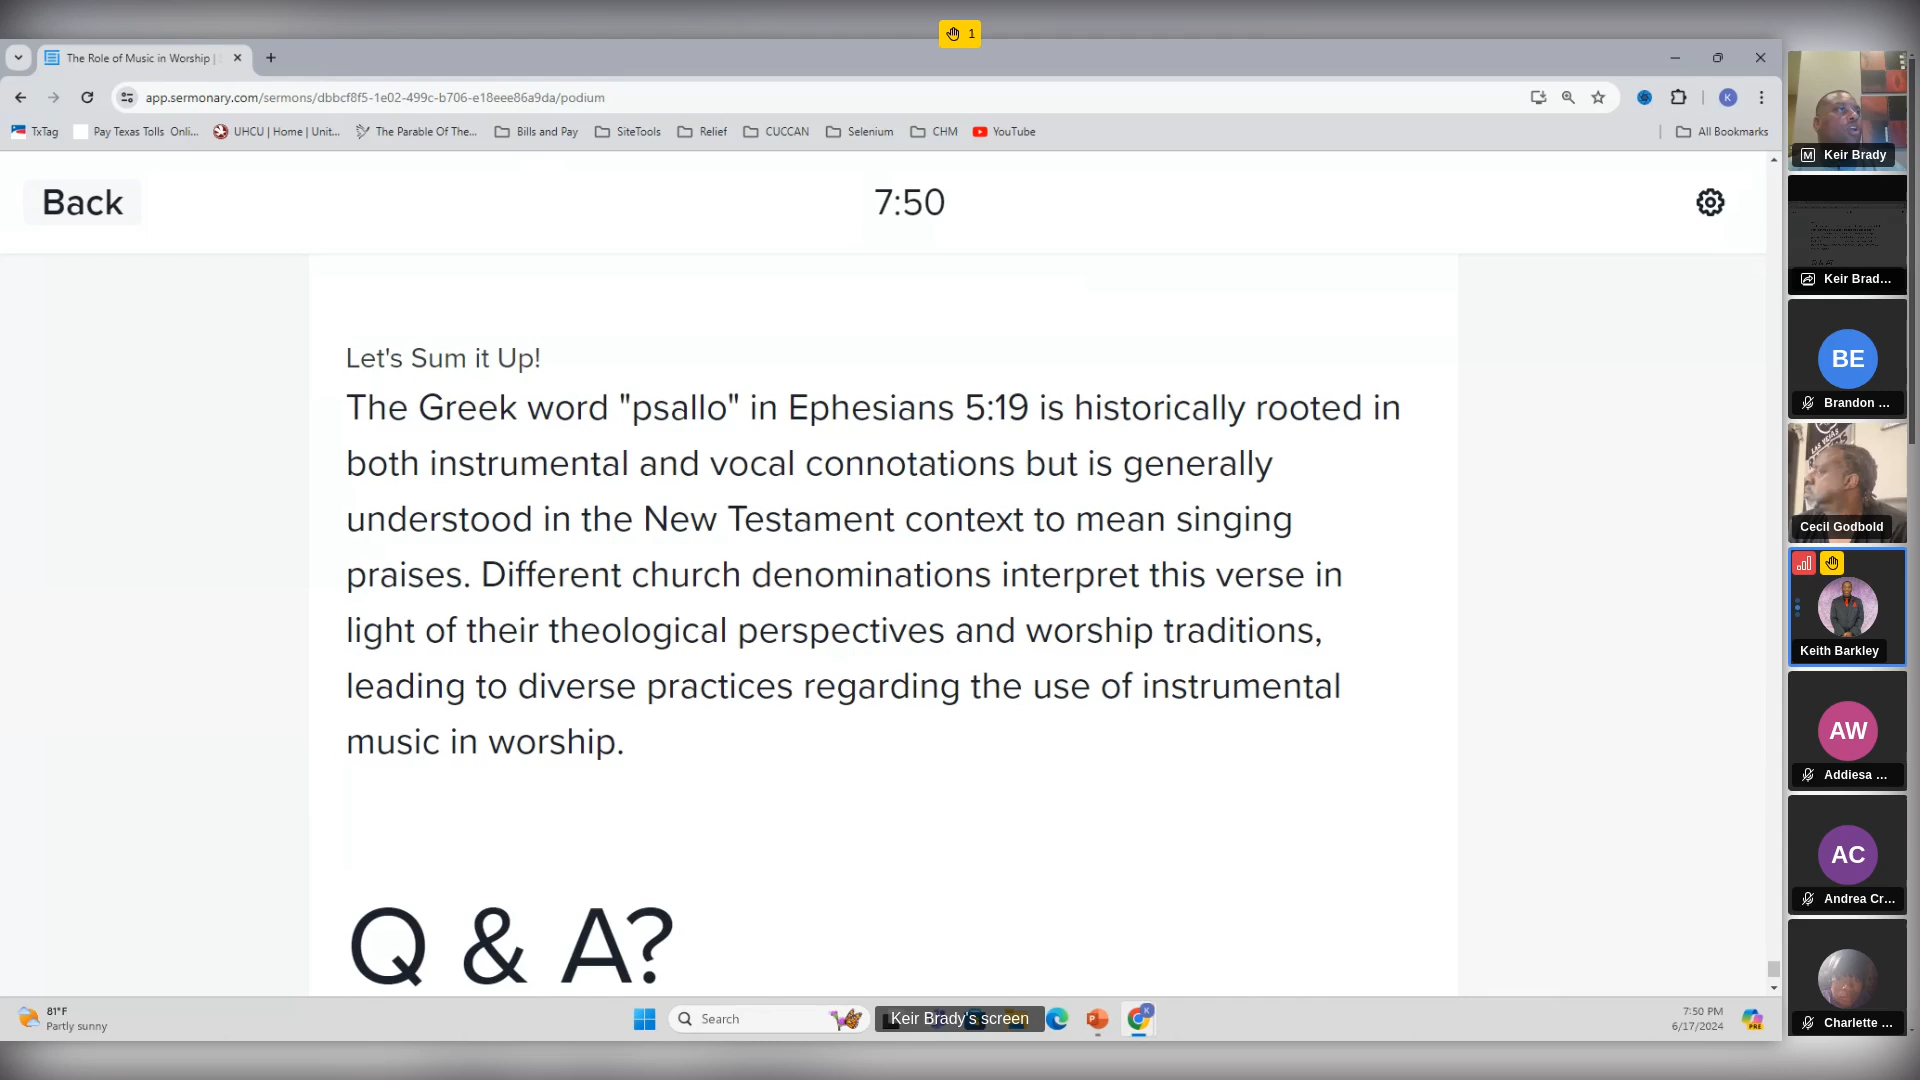 1
The Role of Music in Worship |
app.sermonary.com/sermons/dbbcf8f5-1e02-499c-b706-e18eee86a9da/podium
K
TxTag
Pay Texas Tolls Onli...
UHCU | Home | Unit...
The Parable Of The...
Bills and Pay
SiteTools
Relief
CUCCAN
Selenium
CHM
YouTube
All Bookmarks
Back
7:50
Let's Sum it Up!
The Greek word "psallo" in Ephesians 5:19 is historically rooted in
both instrumental and vocal connotations but is generally
understood in the New Testament context to mean singing
praises. Different church denominations interpret this verse in
light of their theological perspectives and worship traditions,
leading to diverse practices regarding the use of instrumental
music in worship.
Q & A?
M Keir Brady
Keir Brad...
BE
Brandon ...
Cecil Godbold
Keith Barkley
AW
Addiesa ...
AC
Andrea Cr...
Charlette ...
81°F
Partly sunny
Search
Keir Brady's screen
K
7:50 PM
6/17/2024
PRE